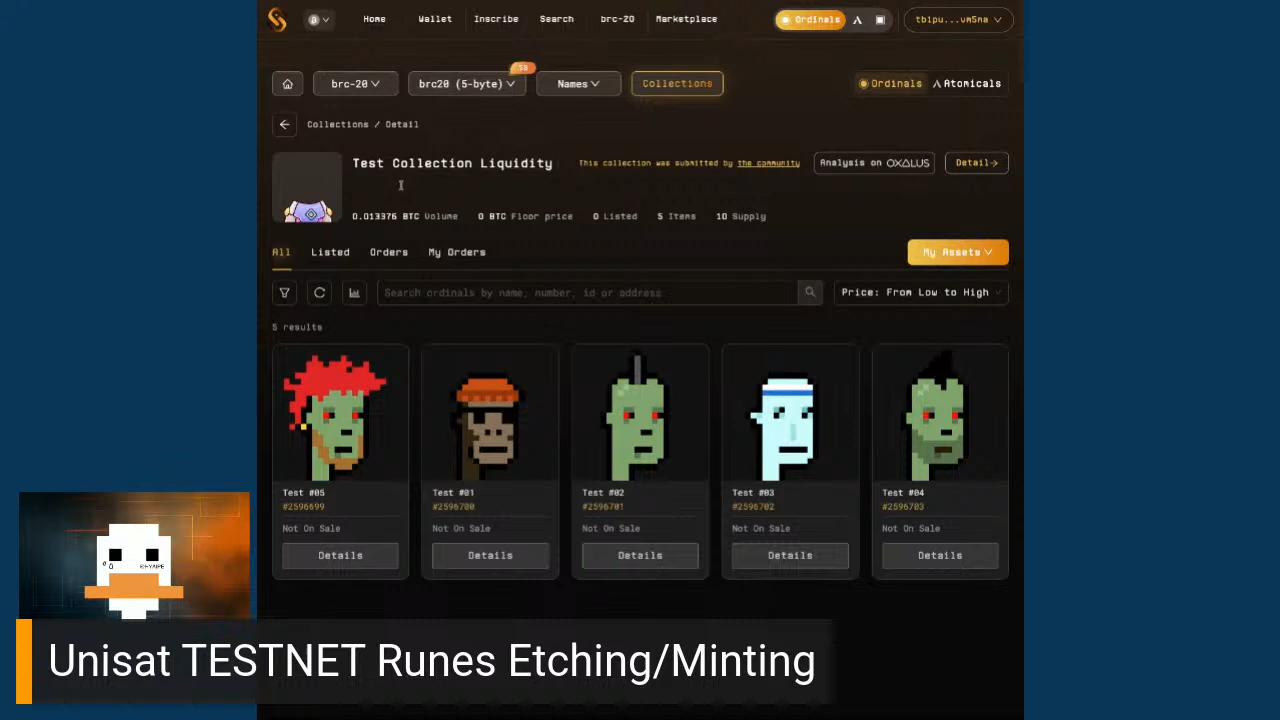 Home Wallet Inscribe Search brc-20 Marketplace Ordinals tb1pu...vm5ma
brc-20 brc20 (5-byte) Names Collections Ordinals Atomicals
Collections / Detail
Test Collection Liquidity This collection was submitted by the community Analysis on OXALUS Detail→
0.013375 BTC Volume 0 BTC Floor price 0 Listed 5 Items 10 Supply
All Listed Orders My Orders My Assets
Search ordinals by name, number, id or address Price: From Low to High
5 results
Test #05 Test #01 Test #02 Test #03 Test #04
#2596699 #2596700 #2596701 #2596702 #2596703
Not On Sale Not On Sale Not On Sale Not On Sale Not On Sale
Details Details Details Details Details
Unisat TESTNET Runes Etching/Minting